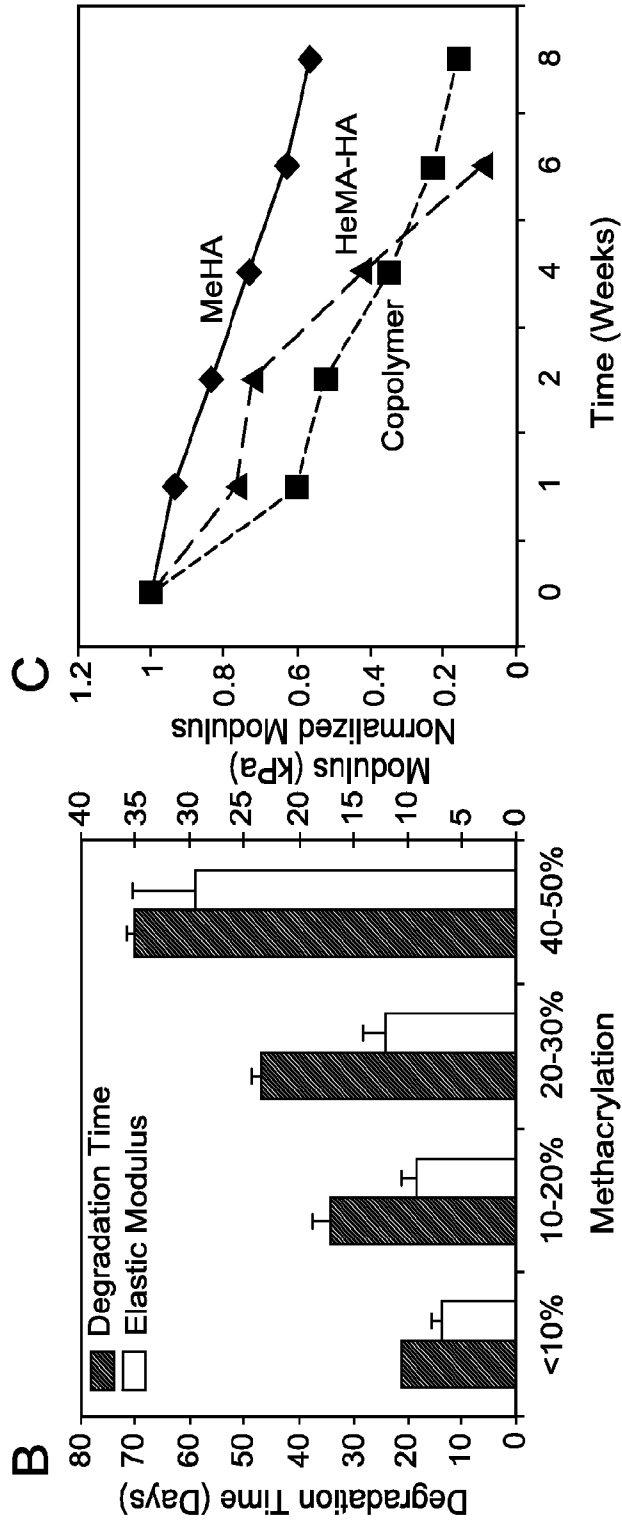 B
Degradation Time
Elastic Modulus
Degradation Time (Days)
80
70
60
50
40
30
20
10
0
<10%
10-20%
20-30%
40-50%
Methacrylation
40
35
30
25
20
15
10
5
0
Modulus (kPa)
C
Normalized Modulus
1.2
1
0.8
0.6
0.4
0.2
0
MeHA
HeMA-HA
Copolymer
0
1
2
4
6
8
Time (Weeks)